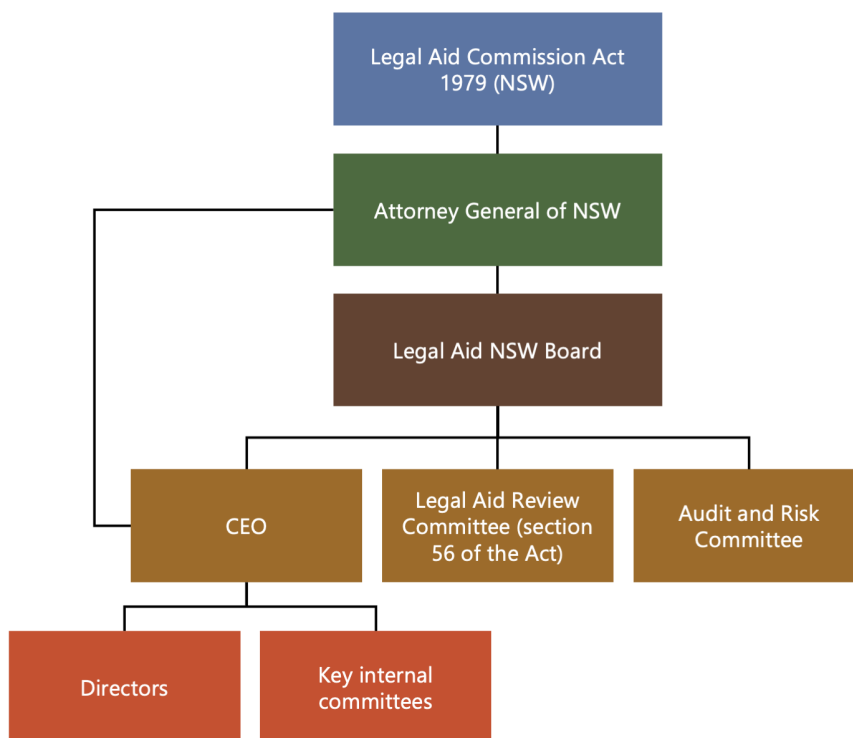 Legal Aid Commission Act
1979 (NSW)
Attorney General of NSW
Legal Aid NSW Board
CEO
Legal Aid Review
Committee (section
56 of the Act)
Audit and Risk
Committee
Directors
Key internal
committees